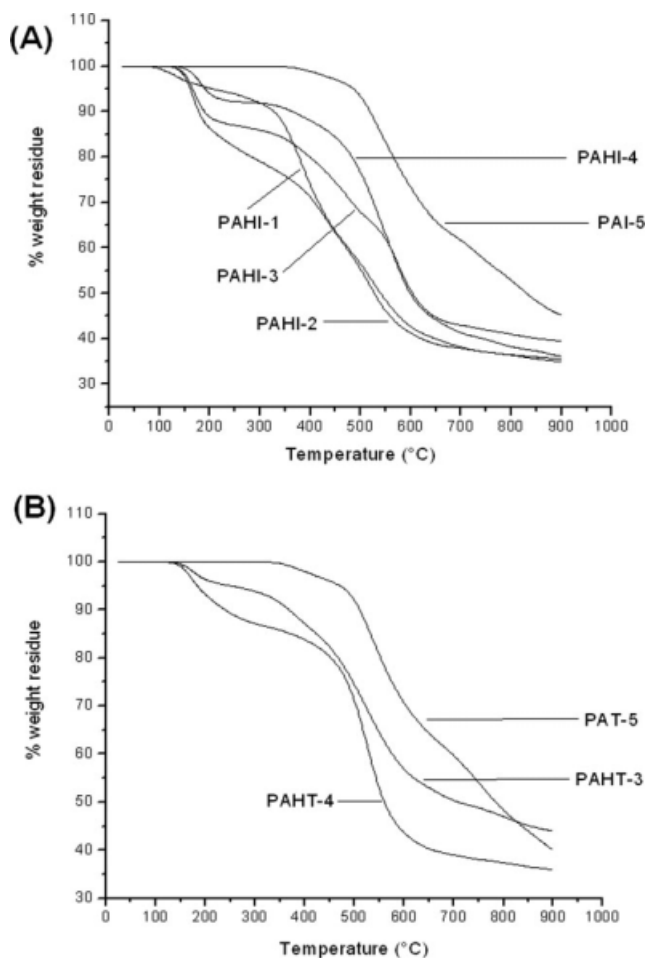 (A)
110
100
90
80
70
60
50
40
30
% weight residue
PAHI-4
PAHI-1
PAI-5
PAHI-3
PAHI-2
0 100 200 300 400 500 600 700 800 900 1000
Temperature (°C)
(B)
110
100
90
80
70
60
50
40
30
% weight residue
PAT-5
PAHT-3
PAHT-4
0 100 200 300 400 500 600 700 800 900 1000
Temperature (°C)